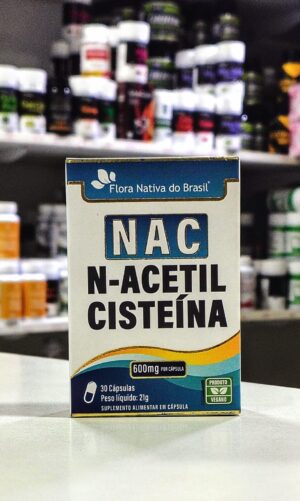 Flora Nativa do Brasil®
NAC
N-ACETIL
CISTEÍNA
600mg POR CÁPSULA
30 Cápsulas
Peso líquido: 21g
SUPLEMENTO ALIMENTAR EM CÁPSULA
PRODUTO
VEGANO